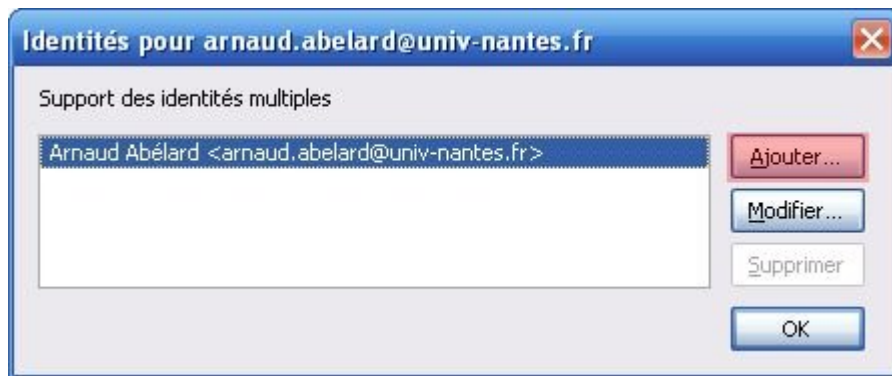 Identités pour arnaud.abelard@univ-nantes.fr
Support des identités multiples
Arnaud Abélard <arnaud.abelard@univ-nantes.fr>
Ajouter...
Modifier...
Supprimer
OK